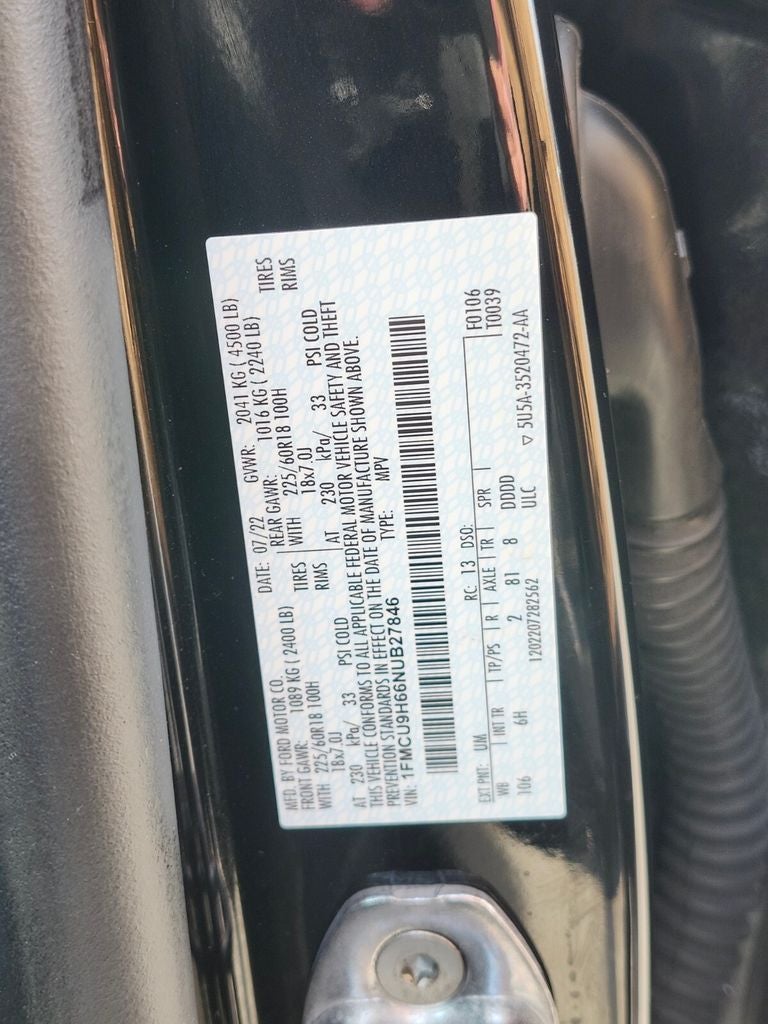 MFD. BY FORD MOTOR CO.
DATE: 07/22 GVWR: 2041 KG ( 4500 LB)
FRONT GAWR: 1089 KG ( 2400 LB)
REAR GAWR: 1016 KG ( 2240 LB)
WITH 225/60R18 100H TIRES
18x7.0J RIMS
AT 230 kPa/ 33 PSI COLD
WITH 225/60R18 100H TIRES
18x7.0J RIMS
AT 230 kPa/ 33 PSI COLD
THIS VEHICLE CONFORMS TO ALL APPLICABLE FEDERAL MOTOR VEHICLE SAFETY AND THEFT
PREVENTION STANDARDS IN EFFECT ON THE DATE OF MANUFACTURE SHOWN ABOVE.
VIN: 1FMCU9H66NUB27846 TYPE: MPV
F0106
T0039
EXT PNT: UM RC: 13 DSO:
WB INT TR TP/PS R AXLE TR SPR
106 6H 2 81 8 DDDD
1202207282562 ULC
▽ 5U5A-3520472-AA